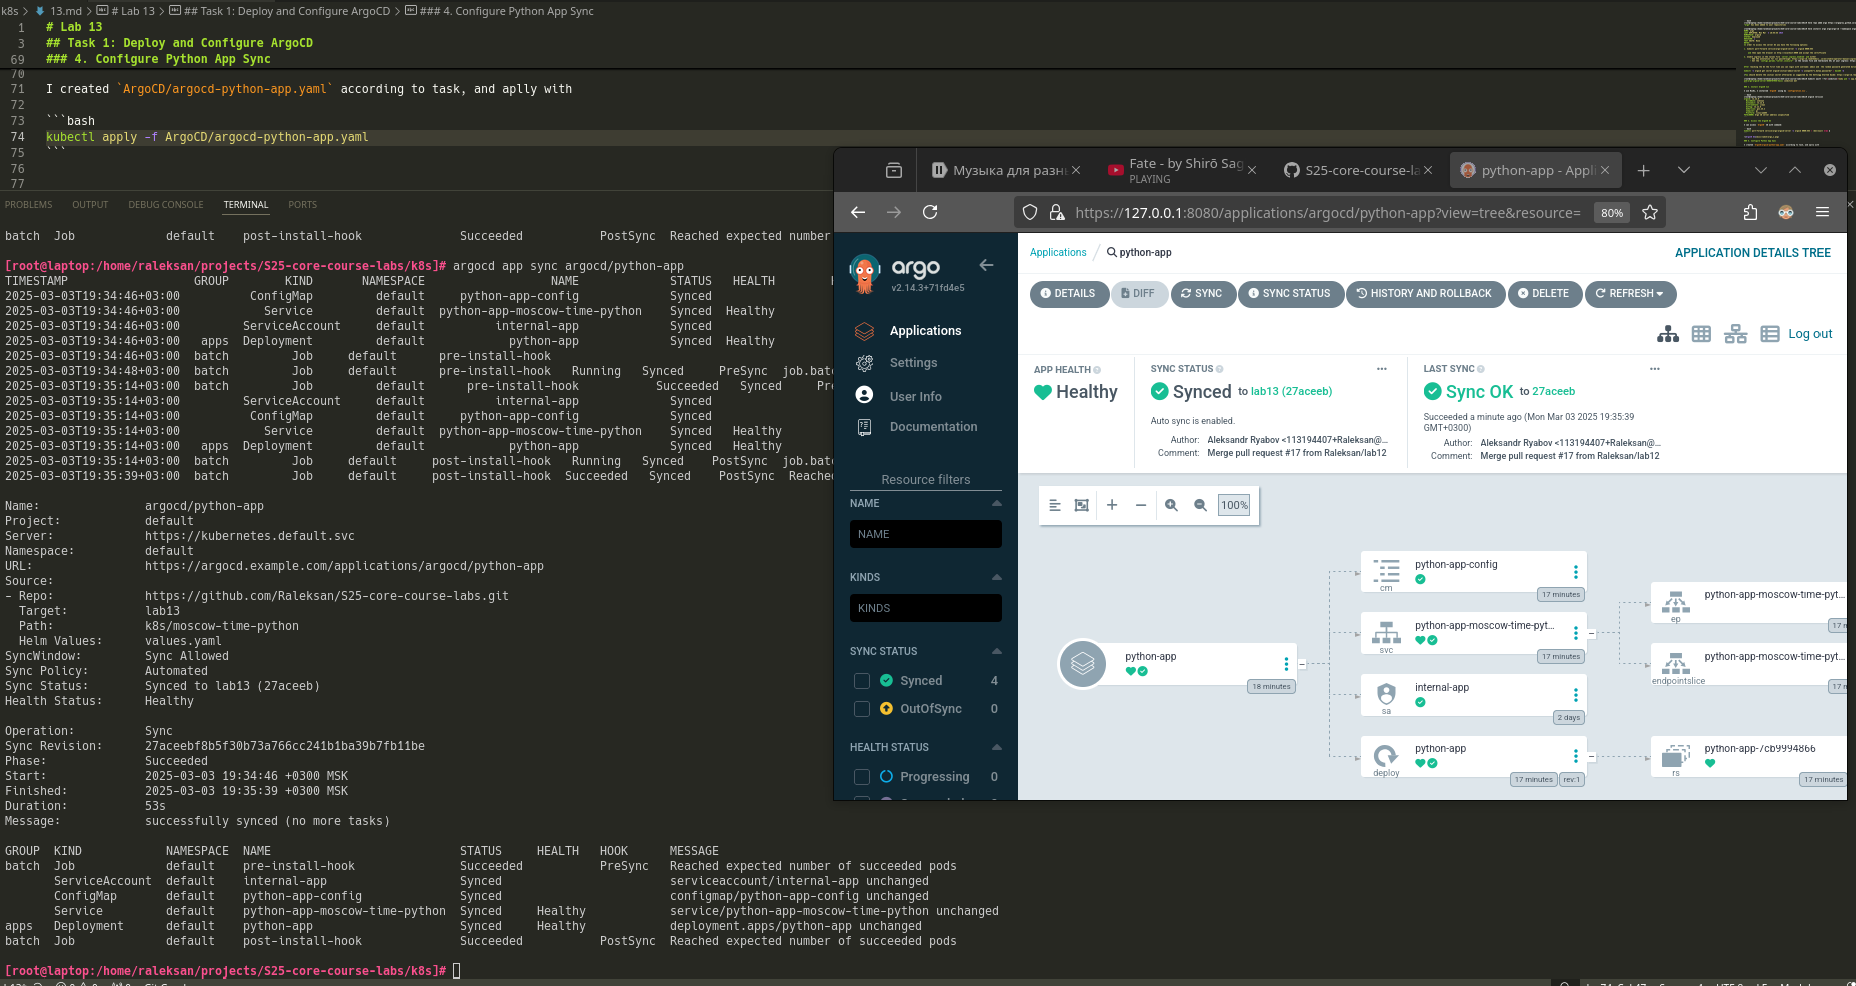 k8s > 13.md > # Lab 13 > ## Task 1: Deploy and Configure ArgoCD > ### 4. Configure Python App Sync
1 # Lab 13
3 ## Task 1: Deploy and Configure ArgoCD
69 ### 4. Configure Python App Sync
70
71 I created `ArgoCD/argocd-python-app.yaml` according to task, and aplly with
72
73 ```bash
74 kubectl apply -f ArgoCD/argocd-python-app.yaml
75 ```
76
77
PROBLEMS OUTPUT DEBUG CONSOLE TERMINAL PORTS
batch Job default post-install-hook Succeeded PostSync Reached expected number
[root@laptop:/home/raleksan/projects/S25-core-course-labs/k8s]# argocd app sync argocd/python-app
TIMESTAMP GROUP KIND NAMESPACE NAME STATUS HEALTH
2025-03-03T19:34:46+03:00 ConfigMap default python-app-config Synced
2025-03-03T19:34:46+03:00 Service default python-app-moscow-time-python Synced Healthy
2025-03-03T19:34:46+03:00 ServiceAccount default internal-app Synced
2025-03-03T19:34:46+03:00 apps Deployment default python-app Synced Healthy
2025-03-03T19:34:46+03:00 batch Job default pre-install-hook
2025-03-03T19:34:48+03:00 batch Job default pre-install-hook Running Synced PreSync job.bat
2025-03-03T19:35:14+03:00 batch Job default pre-install-hook Succeeded Synced Pr
2025-03-03T19:35:14+03:00 ServiceAccount default internal-app Synced
2025-03-03T19:35:14+03:00 ConfigMap default python-app-config Synced
2025-03-03T19:35:14+03:00 Service default python-app-moscow-time-python Synced Healthy
2025-03-03T19:35:14+03:00 apps Deployment default python-app Synced Healthy
2025-03-03T19:35:14+03:00 batch Job default post-install-hook Running Synced PostSync job.bat
2025-03-03T19:35:39+03:00 batch Job default post-install-hook Succeeded Synced PostSync Reached
Name: argocd/python-app
Project: default
Server: https://kubernetes.default.svc
Namespace: default
URL: https://argocd.example.com/applications/argocd/python-app
Source:
- Repo: https://github.com/Raleksan/S25-core-course-labs.git
Target: lab13
Path: k8s/moscow-time-python
Helm Values: values.yaml
SyncWindow: Sync Allowed
Sync Policy: Automated
Sync Status: Synced to lab13 (27aceeb)
Health Status: Healthy
Operation: Sync
Sync Revision: 27aceebf8b5f30b73a766cc241b1ba39b7fb11be
Phase: Succeeded
Start: 2025-03-03 19:34:46 +0300 MSK
Finished: 2025-03-03 19:35:39 +0300 MSK
Duration: 53s
Message: successfully synced (no more tasks)
GROUP KIND NAMESPACE NAME STATUS HEALTH HOOK MESSAGE
batch Job default pre-install-hook Succeeded PreSync Reached expected number of succeeded pods
ServiceAccount default internal-app Synced serviceaccount/internal-app unchanged
ConfigMap default python-app-config Synced configmap/python-app-config unchanged
Service default python-app-moscow-time-python Synced Healthy service/python-app-moscow-time-python unchanged
apps Deployment default python-app Synced Healthy deployment.apps/python-app unchanged
batch Job default post-install-hook Succeeded PostSync Reached expected number of succeeded pods
[root@laptop:/home/raleksan/projects/S25-core-course-labs/k8s]#
Музыка для разн
Fate - by Shirō Sag
PLAYING
S25-core-course-la
python-app - Appl
https://127.0.0.1:8080/applications/argocd/python-app?view=tree&resource=
80%
argo
v2.14.3+71fd4e5
Applications
Settings
User Info
Documentation
Resource filters
NAME
NAME
KINDS
KINDS
SYNC STATUS
Synced 4
OutOfSync 0
HEALTH STATUS
Progressing 0
Applications / python-app
APPLICATION DETAILS TREE
DETAILS DIFF SYNC SYNC STATUS HISTORY AND ROLLBACK DELETE REFRESH
Log out
APP HEALTH
Healthy
SYNC STATUS
Synced to lab13 (27aceeb)
Auto sync is enabled.
Author: Aleksandr Ryabov <113194407+Raleksan@...
Comment: Merge pull request #17 from Raleksan/lab12
LAST SYNC
Sync OK to 27aceeb
Succeeded a minute ago (Mon Mar 03 2025 19:35:39
GMT+0300)
Author: Aleksandr Ryabov <113194407+Raleksan@...
Comment: Merge pull request #17 from Raleksan/lab12
100%
python-app
18 minutes
python-app-config
cm
17 minutes
python-app-moscow-time-pyt...
svc
17 minutes
internal-app
sa
2 days
python-app
deploy
17 minutes rev:1
python-app-moscow-time-pyt...
ep
17 m
python-app-moscow-time-pyt...
endpointslice
17 m
python-app-7cb9994866
rs
17 minutes